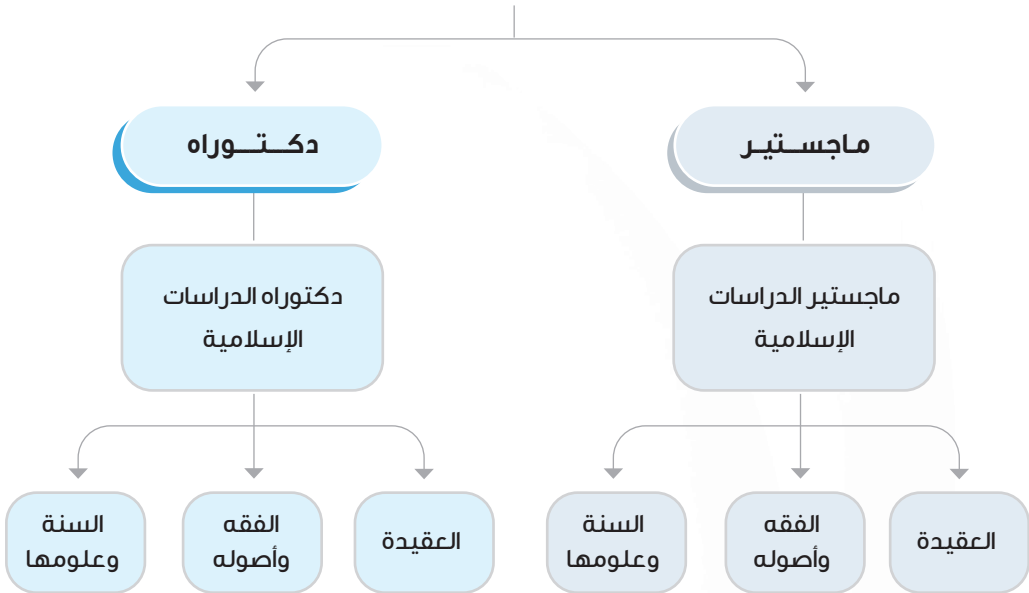 ماجستير
دكتوراه
ماجستير الدراسات
الإسلامية
دكتوراه الدراسات
الإسلامية
العقيدة
الفقه
وأصوله
السنة
وعلومها
العقيدة
الفقه
وأصوله
السنة
وعلومها